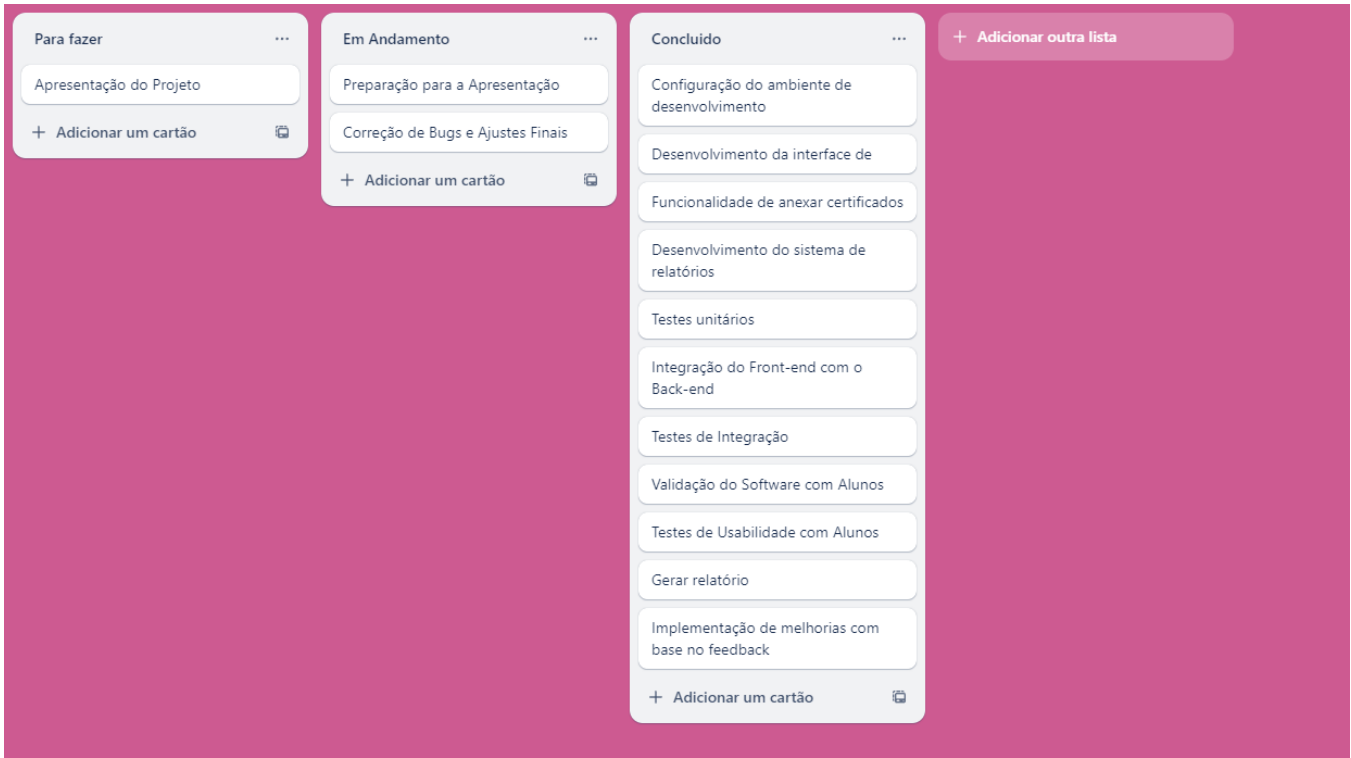 Para fazer
Apresentação do Projeto
Adicionar um cartão
Em Andamento
Preparação para a Apresentação
Correção de Bugs e Ajustes Finais
Adicionar um cartão
Concluido
Configuração do ambiente de
desenvolvimento
Desenvolvimento da interface de
Funcionalidade de anexar certificados
Desenvolvimento do sistema de
relatórios
Testes unitários
Integração do Front-end com o
Back-end
Testes de Integração
Validação do Software com Alunos
Testes de Usabilidade com Alunos
Gerar relatório
Implementação de melhorias com
base no feedback
Adicionar um cartão
Adicionar outra lista